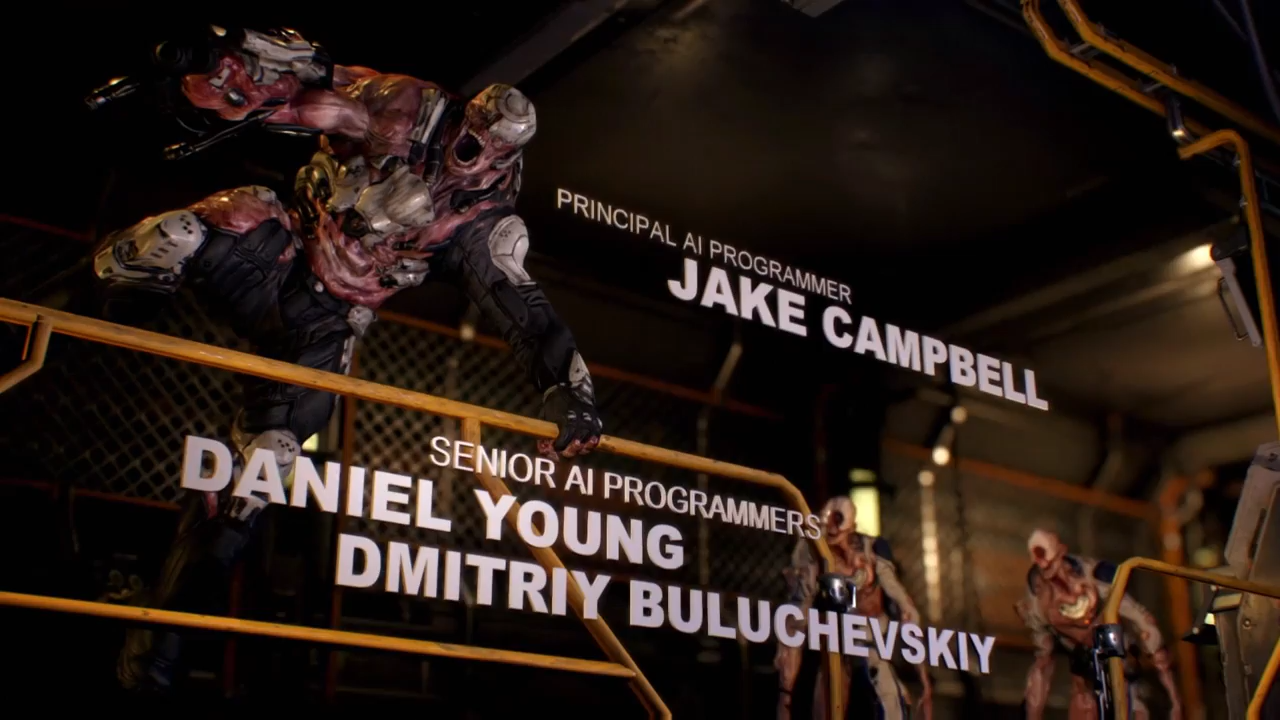 PRINCIPAL AI PROGRAMMER
JAKE CAMPBELL
SENIOR AI PROGRAMMERS
DANIEL YOUNG
DMITRIY BULUCHEVSKIY